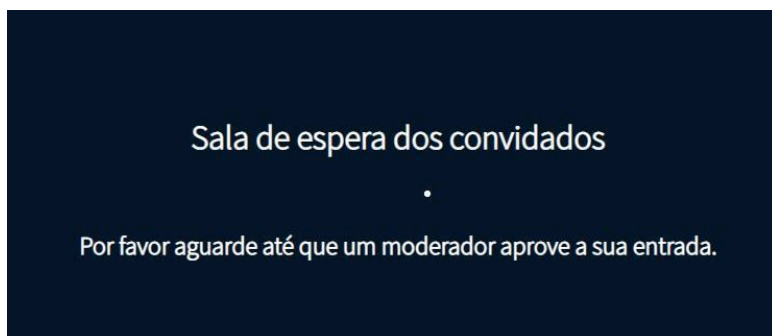 Sala de espera dos convidados
Por favor aguarde até que um moderador aprove a sua entrada.